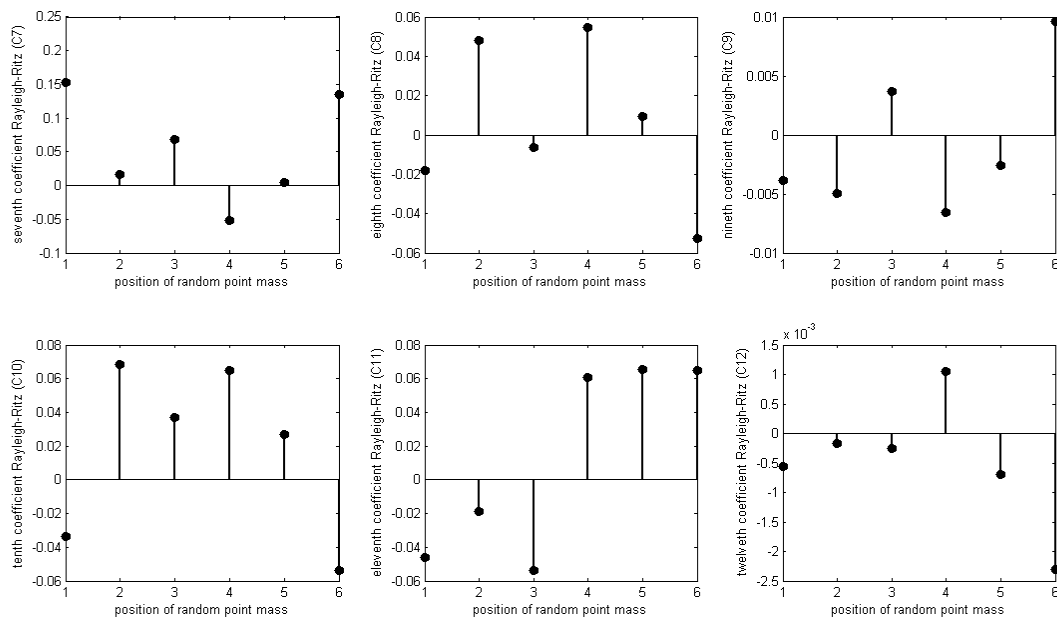 seventh coefficient Rayleigh-Ritz (C7)
0.25
0.2
0.15
0.1
0.05
0
-0.05
-0.1
1 2 3 4 5 6
position of random point mass
eighth coefficient Rayleigh-Ritz (C8)
0.06
0.04
0.02
0
-0.02
-0.04
-0.06
1 2 3 4 5 6
position of random point mass
nineth coefficient Rayleigh-Ritz (C9)
0.01
0.005
0
-0.005
-0.01
1 2 3 4 5 6
position of random point mass
tenth coefficient Rayleigh-Ritz (C10)
0.08
0.06
0.04
0.02
0
-0.02
-0.04
-0.06
1 2 3 4 5 6
position of random point mass
eleventh coefficient Rayleigh-Ritz (C11)
0.08
0.06
0.04
0.02
0
-0.02
-0.04
-0.06
1 2 3 4 5 6
position of random point mass
twelveth coefficient Rayleigh-Ritz (C12)
x 10^-3
1.5
1
0.5
0
-0.5
-1
-1.5
-2
-2.5
1 2 3 4 5 6
position of random point mass